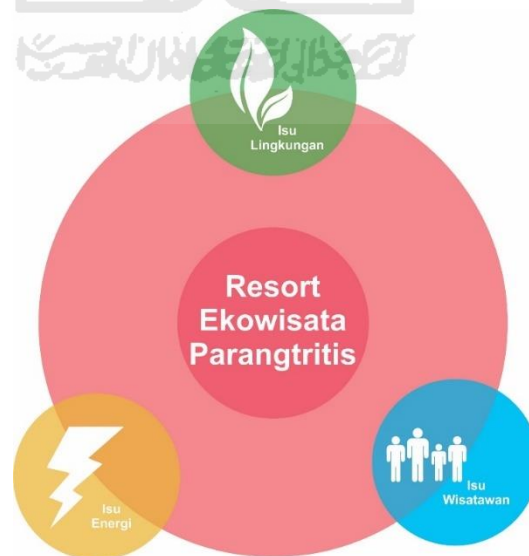 Isu
Lingkungan
Resort
Ekowisata
Parangtritis
Isu
Energi
Isu
Wisatawan